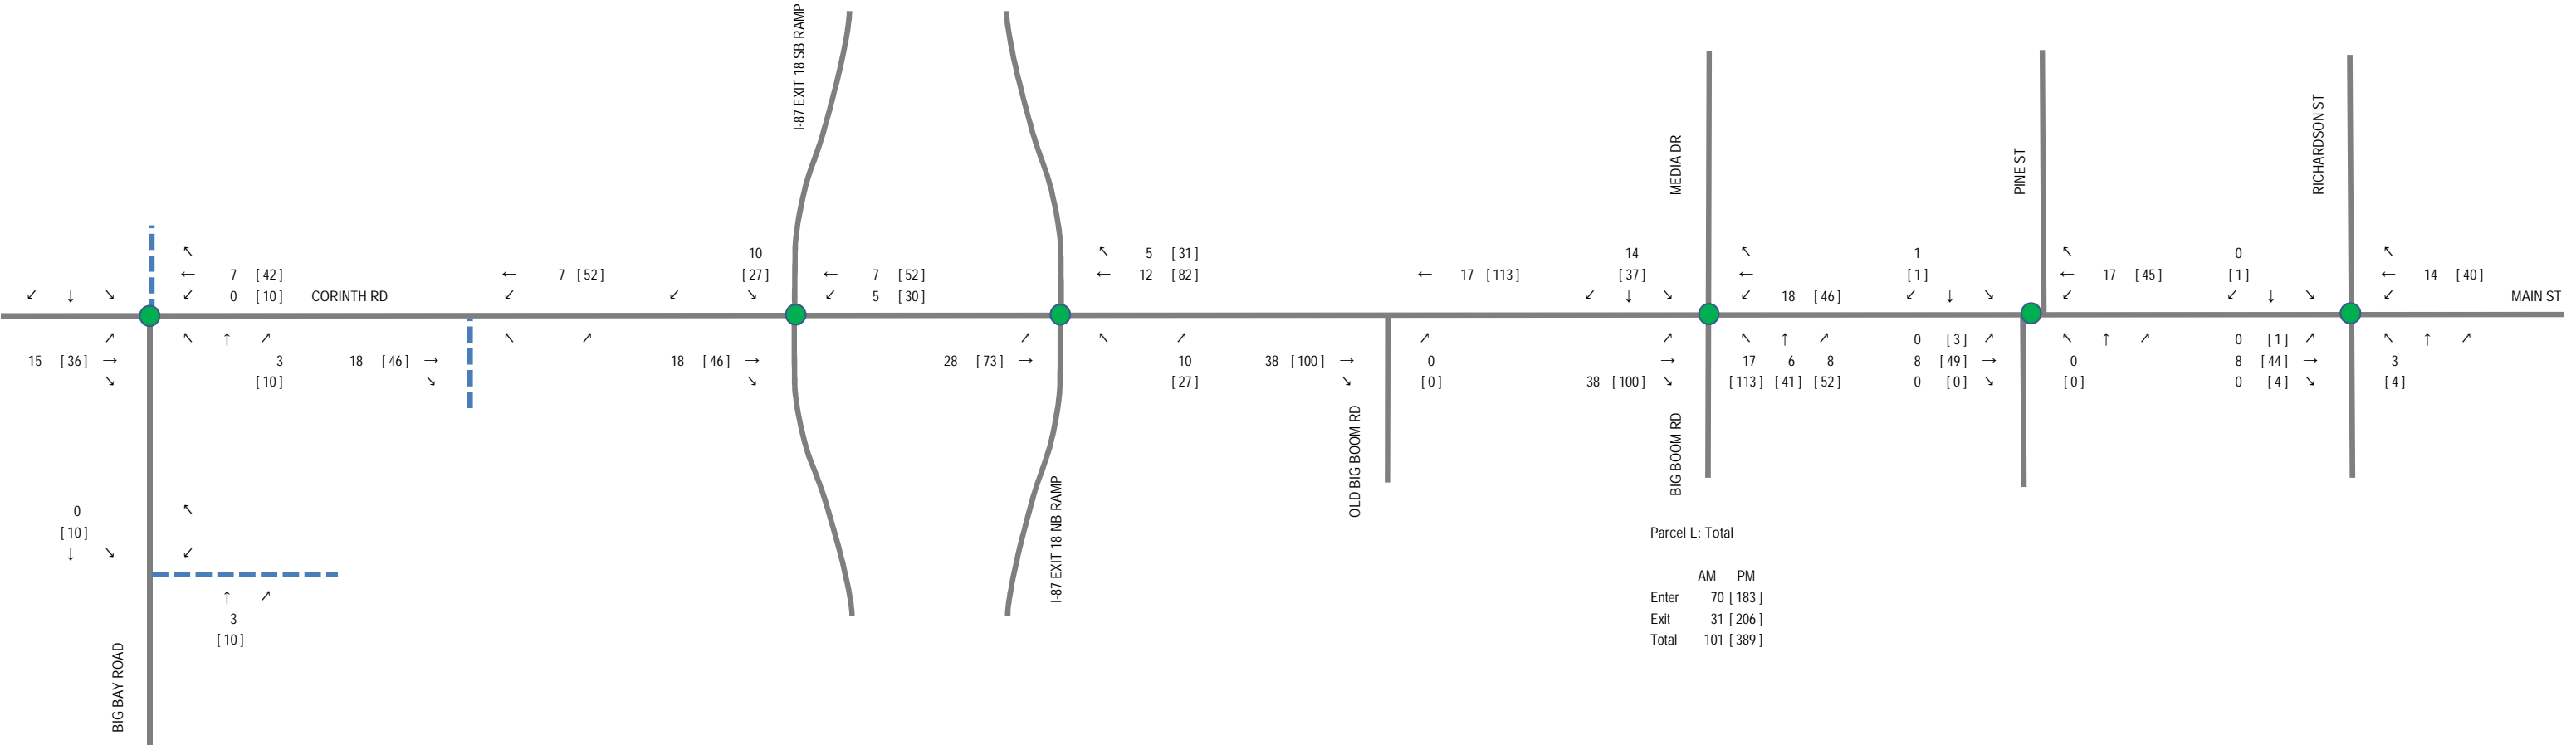 I-87 EXIT 18 SB RAMP
MEDIA DR
PINE ST
RICHARDSON ST
↖
← 7 [ 42 ]
↙ ↓ ↘ ↙ 0 [ 10 ] CORINTH RD
← 7 [ 52 ]
↙
10
[ 27 ]
↙ ↘
← 7 [ 52 ]
↙ 5 [ 30 ]
↖ 5 [ 31 ]
← 12 [ 82 ]
← 17 [ 113 ]
14
[ 37 ]
↙ ↓ ↘
↖
←
↙ 18 [ 46 ]
1
[ 1 ]
↙ ↓ ↘
↖
← 17 [ 45 ]
↙
0
[ 1 ]
↙ ↓ ↘
↖
← 14 [ 40 ]
↙
MAIN ST
↗
15 [ 36 ] →
↘
↖ ↑ ↗
3
[ 10 ]
18 [ 46 ] →
↘
↖ ↗
18 [ 46 ] →
↘
↗
28 [ 73 ] →
↖ ↗
10
[ 27 ]
38 [ 100 ] →
↘
↗
0
[ 0 ]
↗
→
38 [ 100 ] ↘
↖ ↑ ↗
17 6 8
[ 113 ] [ 41 ] [ 52 ]
0 [ 3 ] ↗
8 [ 49 ] →
0 [ 0 ] ↘
↖ ↑ ↗
0
[ 0 ]
0 [ 1 ] ↗
8 [ 44 ] →
0 [ 4 ] ↘
↖ ↑ ↗
3
[ 4 ]
OLD BIG BOOM RD
BIG BOOM RD
I-87 EXIT 18 NB RAMP
0
[ 10 ]
↓ ↘
↖
↙
↑ ↗
3
[ 10 ]
BIG BAY ROAD
Parcel L: Total
AM PM
Enter 70 [ 183 ]
Exit 31 [ 206 ]
Total 101 [ 389 ]